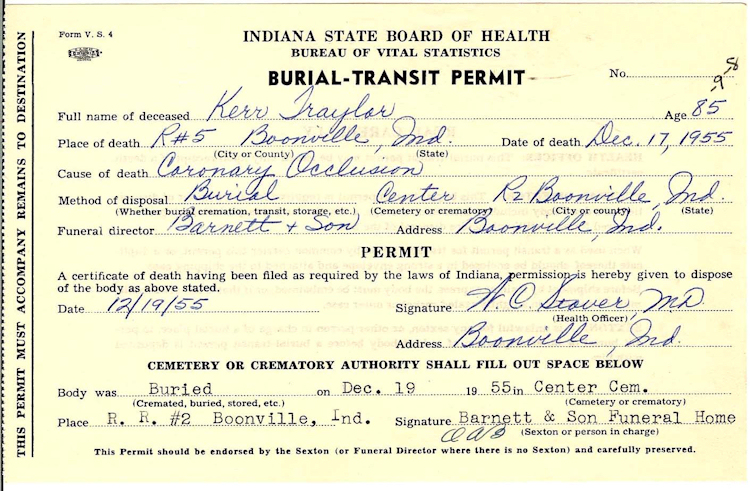 Form V. S. 4
INDIANA STATE BOARD OF HEALTH
BUREAU OF VITAL STATISTICS
BURIAL-TRANSIT PERMIT
No. 9 58
Full name of deceased Kerr Traylor Age 85
Place of death R#5 Boonville, Ind. Date of death Dec. 17, 1955
(City or County) (State)
Cause of death Coronary Occlusion
Method of disposal Burial Center R2 Boonville, Ind.
(Whether burial cremation, transit, storage, etc.) (Cemetery or crematory) (City or county) (State)
Funeral director Barnett + Son Address Boonville, Ind.
PERMIT
A certificate of death having been filed as required by the laws of Indiana, permission is hereby given to dispose
of the body as above stated.
Date 12/19/55 Signature W. C. Stover, MD
(Health Officer)
Address Boonville, Ind.
CEMETERY OR CREMATORY AUTHORITY SHALL FILL OUT SPACE BELOW
Body was Buried on Dec. 19 1955 in Center Cem.
(Cremated, buried, stored, etc.) (Cemetery or crematory)
Place R. R. #2 Boonville, Ind. Signature Barnett & Son Funeral Home
(Sexton or person in charge)
This Permit should be endorsed by the Sexton (or Funeral Director where there is no Sexton) and carefully preserved.
THIS PERMIT MUST ACCOMPANY REMAINS TO DESTINATION